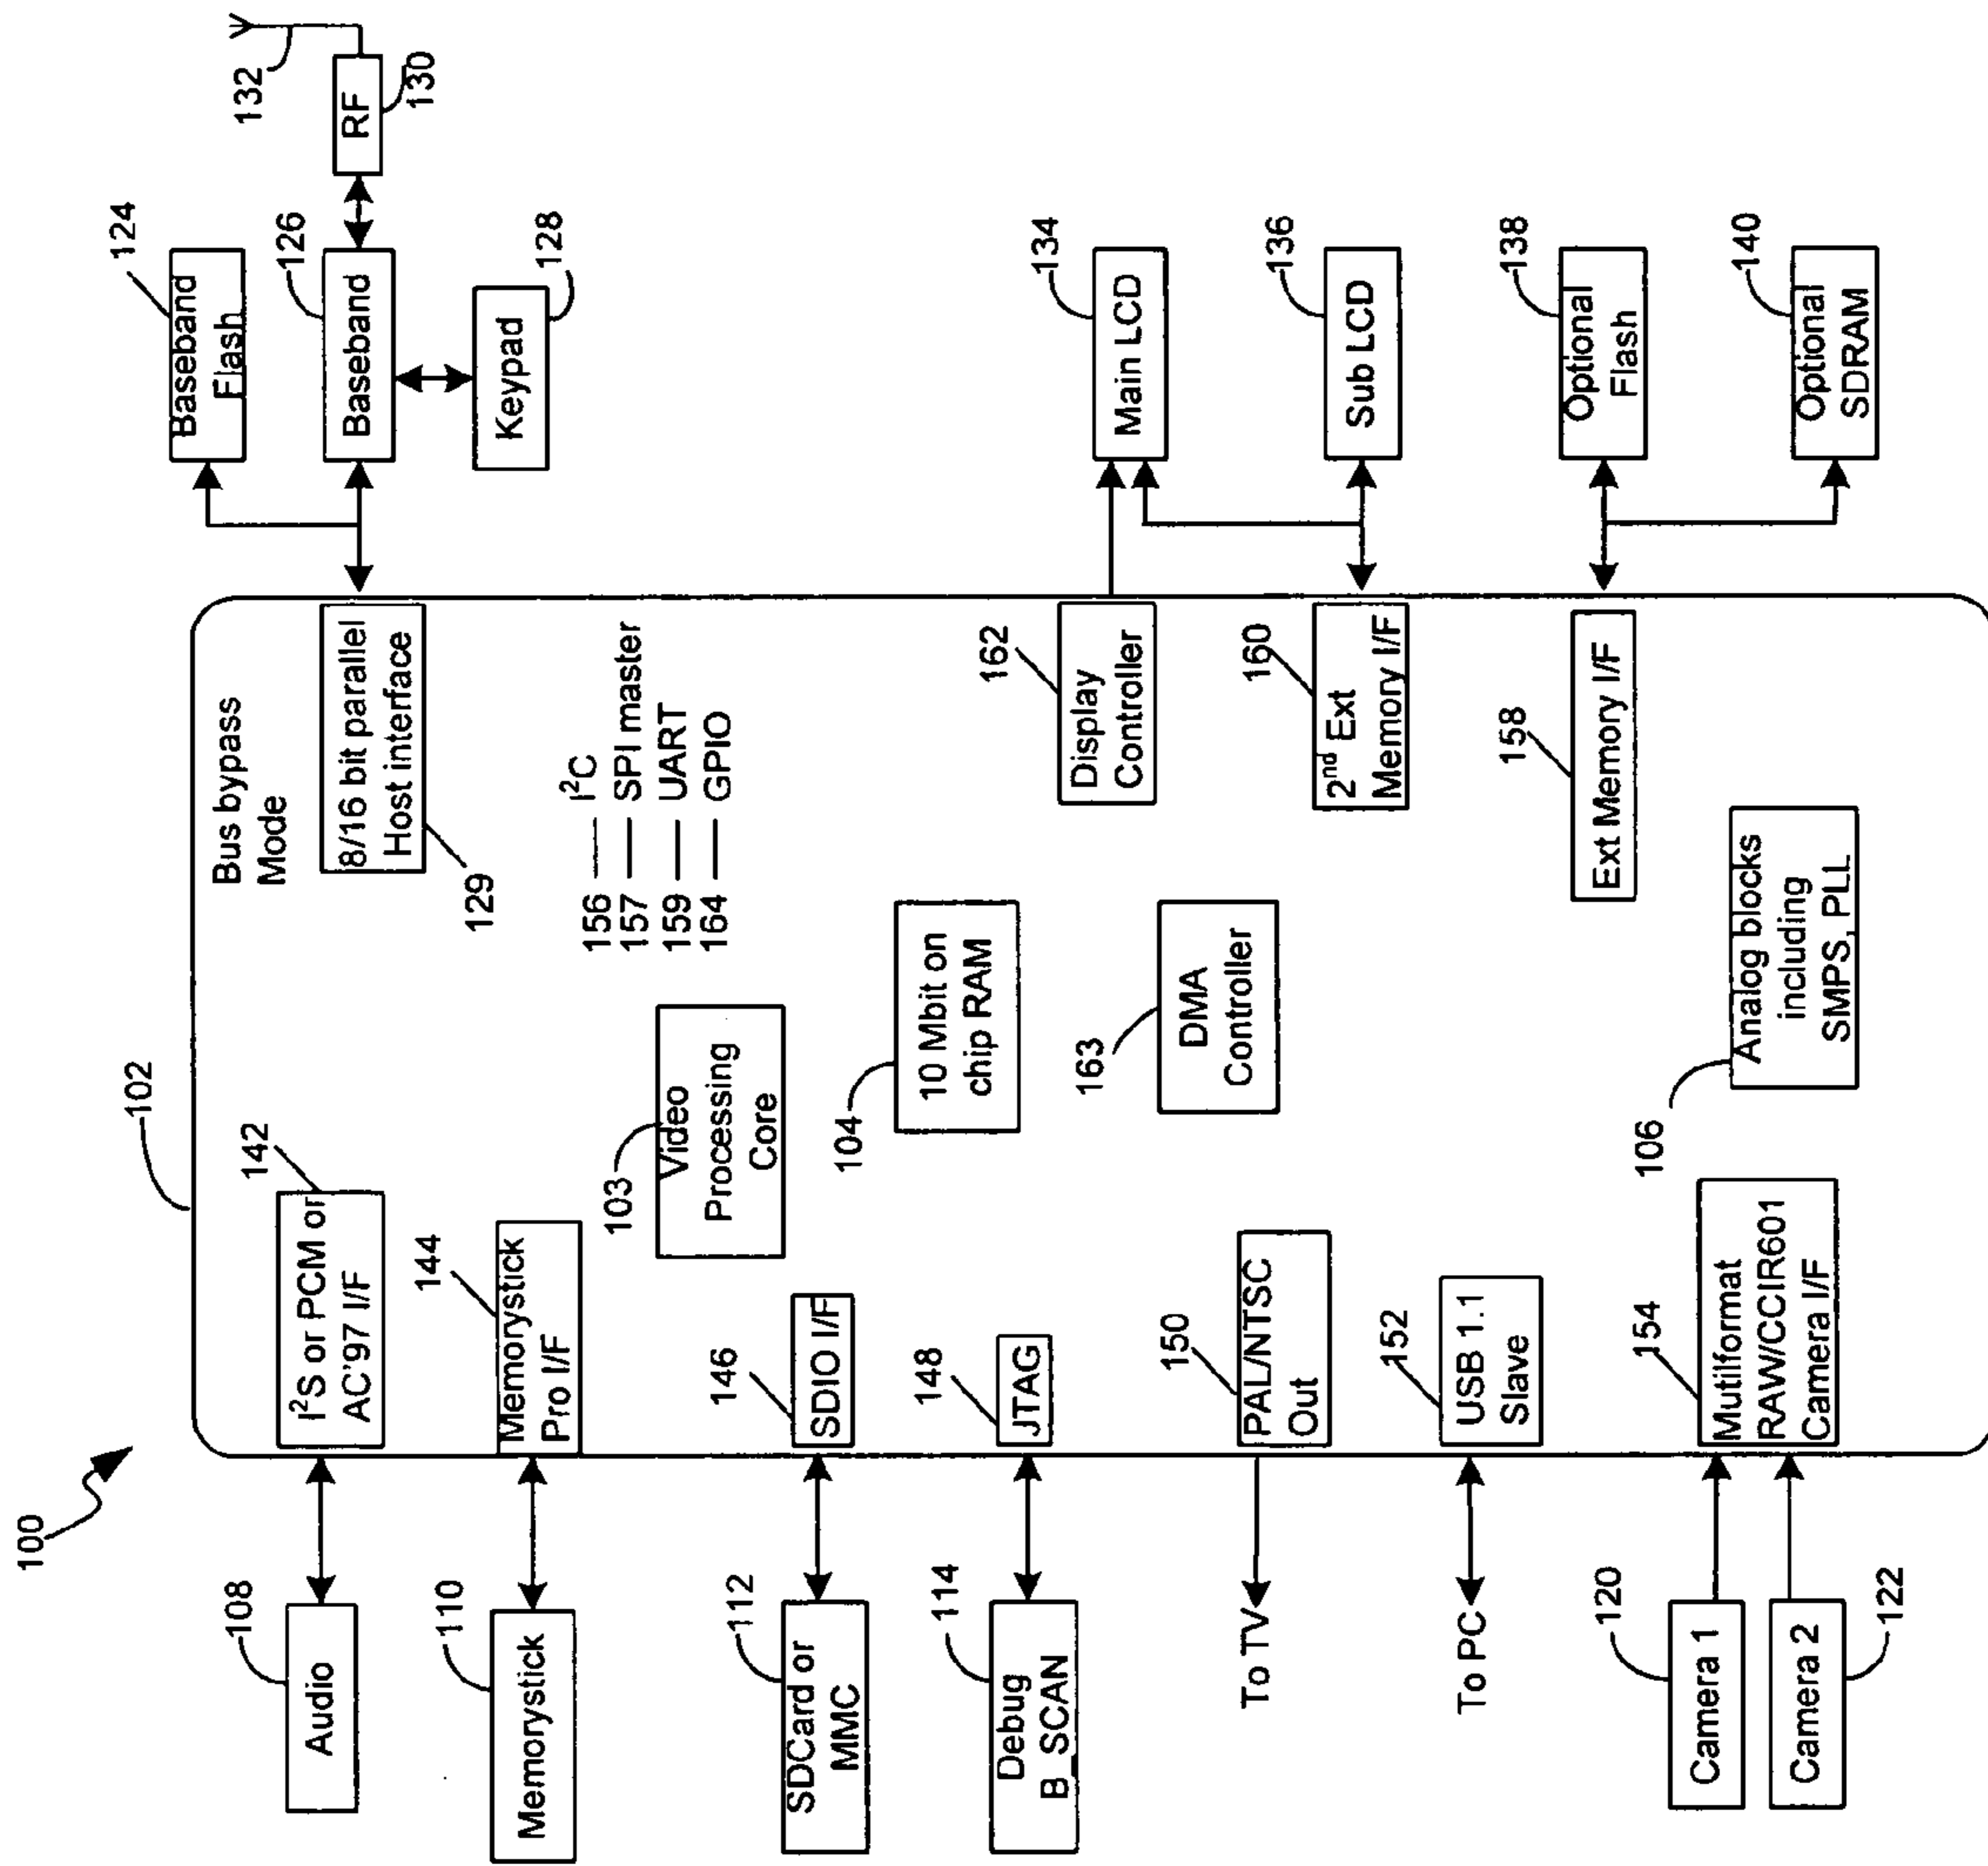 100
102
108
Audio
110
Memorystick
112
SDCard or
MMC
114
Debug
B_SCAN
To TV
To PC
120
Camera 1
Camera 2
122
142
I²S or PCM or
AC'97 I/F
144
Memorystick
Pro I/F
146
SDIO I/F
148
JTAG
150
PAL/NTSC
Out
152
USB 1.1
Slave
154
Mutiformat
RAW/CCIR601
Camera I/F
103
Video
Processing
Core
104
10 Mbit on
chip RAM
163
DMA
Controller
106
Analog blocks
including
SMPS, PLL
Bus bypass
Mode
8/16 bit parallel
Host interface
129
156 I²C
157 SPI master
159 UART
164 GPIO
162
Display
Controller
160
2nd Ext
Memory I/F
158
Ext Memory I/F
124
Baseband
Flash
126
Baseband
Keypad
128
132
RF
130
134
Main LCD
136
Sub LCD
138
Optional
Flash
140
Optional
SDRAM